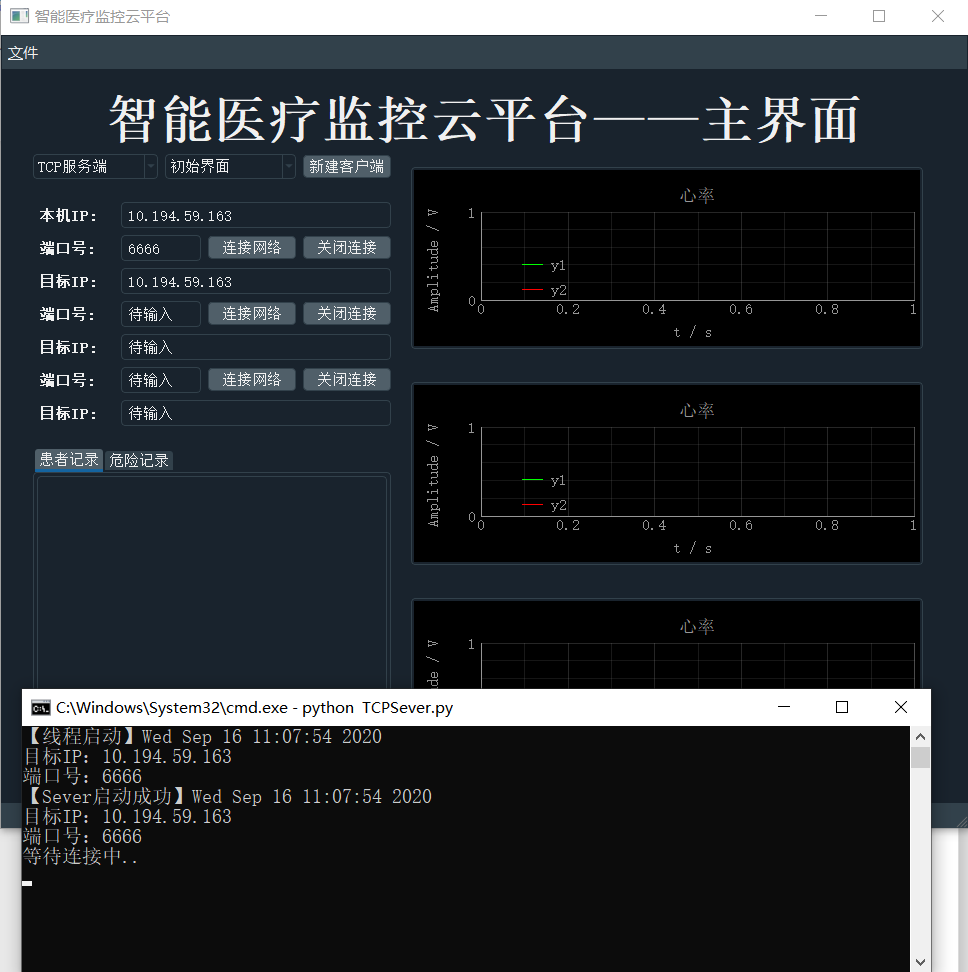 智能医疗监控云平台
文件
智能医疗监控云平台——主界面
TCP服务端 初始界面 新建客户端
本机IP: 10.194.59.163
端口号: 6666 连接网络 关闭连接
目标IP: 10.194.59.163
端口号: 待输入 连接网络 关闭连接
目标IP: 待输入
端口号: 待输入 连接网络 关闭连接
目标IP: 待输入
患者记录 危险记录
心率
Amplitude / V
1
0
y1
y2
0 0.2 0.4 0.6 0.8 1
t / s
心率
Amplitude / V
1
0
y1
y2
0 0.2 0.4 0.6 0.8 1
t / s
心率
de / V
1
C:\Windows\System32\cmd.exe - python  TCPSever.py
【线程启动】Wed Sep 16 11:07:54 2020
目标IP: 10.194.59.163
端口号: 6666
【Sever启动成功】Wed Sep 16 11:07:54 2020
目标IP: 10.194.59.163
端口号: 6666
等待连接中..